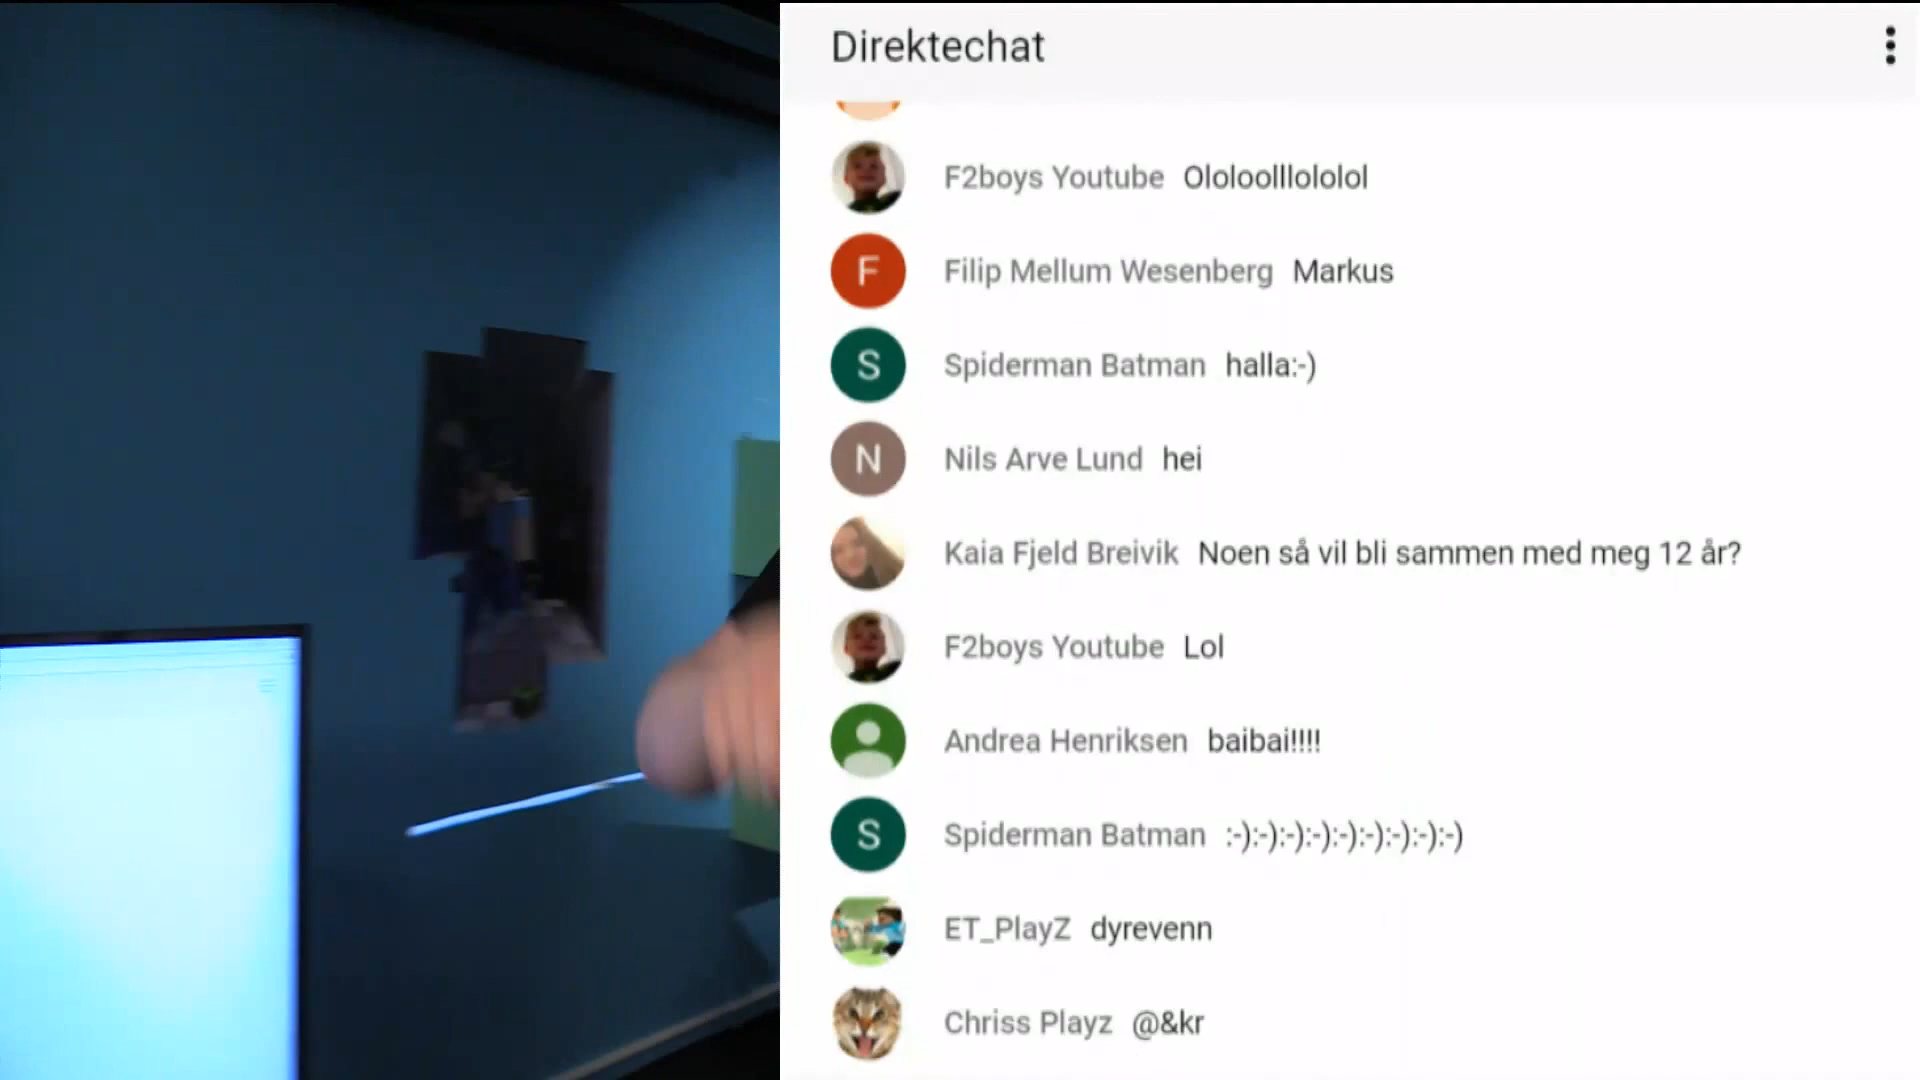 Direktechat
F2boys Youtube Ololoolllololol
F
Filip Mellum Wesenberg Markus
S
Spiderman Batman halla:-)
N
Nils Arve Lund hei
Kaia Fjeld Breivik Noen så vil bli sammen med meg 12 år?
F2boys Youtube Lol
Andrea Henriksen baibai!!!!
S
Spiderman Batman :-):-):-):-):-):-):-):-):-)
ET_PlayZ dyrevenn
Chriss Playz @&kr